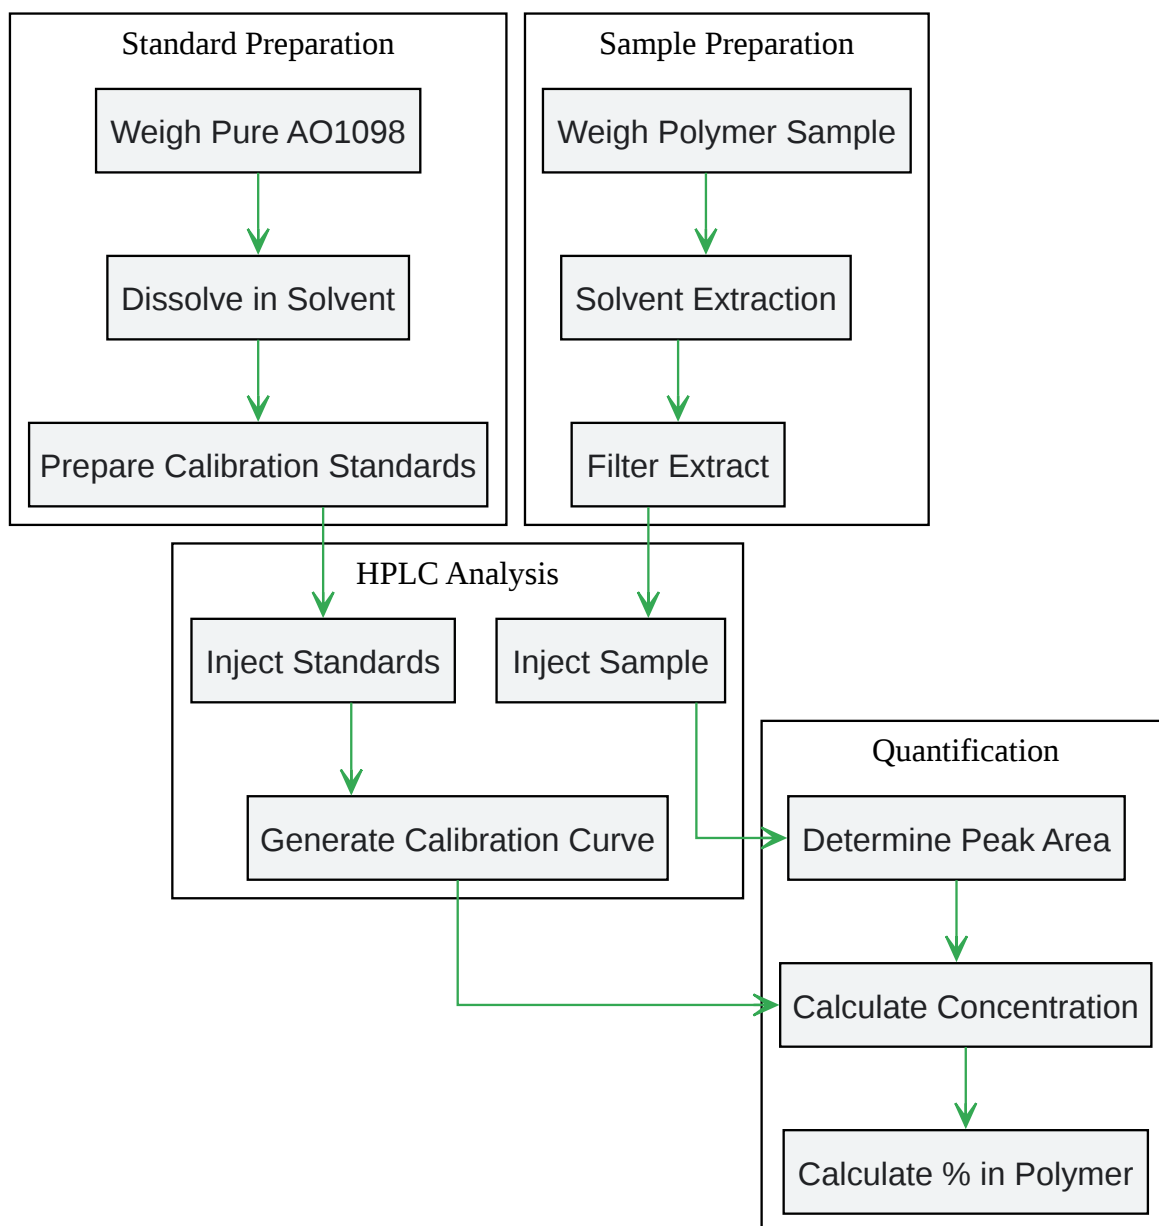 Standard Preparation
Weigh Pure AO1098
Dissolve in Solvent
Prepare Calibration Standards
Sample Preparation
Weigh Polymer Sample
Solvent Extraction
Filter Extract
HPLC Analysis
Inject Standards
Inject Sample
Generate Calibration Curve
Quantification
Determine Peak Area
Calculate Concentration
Calculate % in Polymer